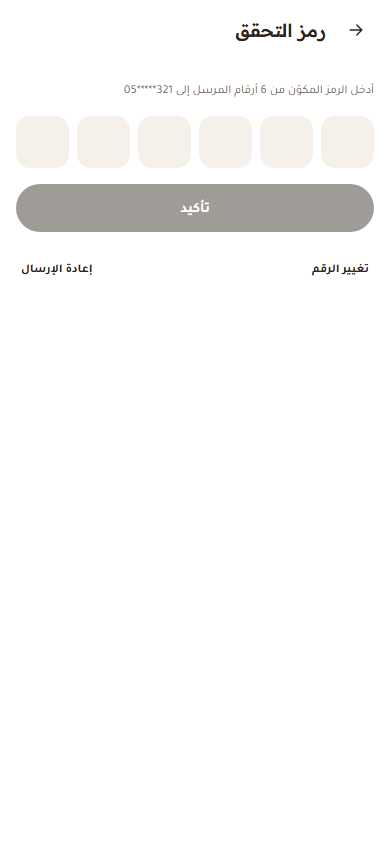 رمز التحقق
أدخل الرمز المكوّن من 6 أرقام المرسل إلى 05*****321
تأكيد
تغيير الرقم
إعادة الإرسال